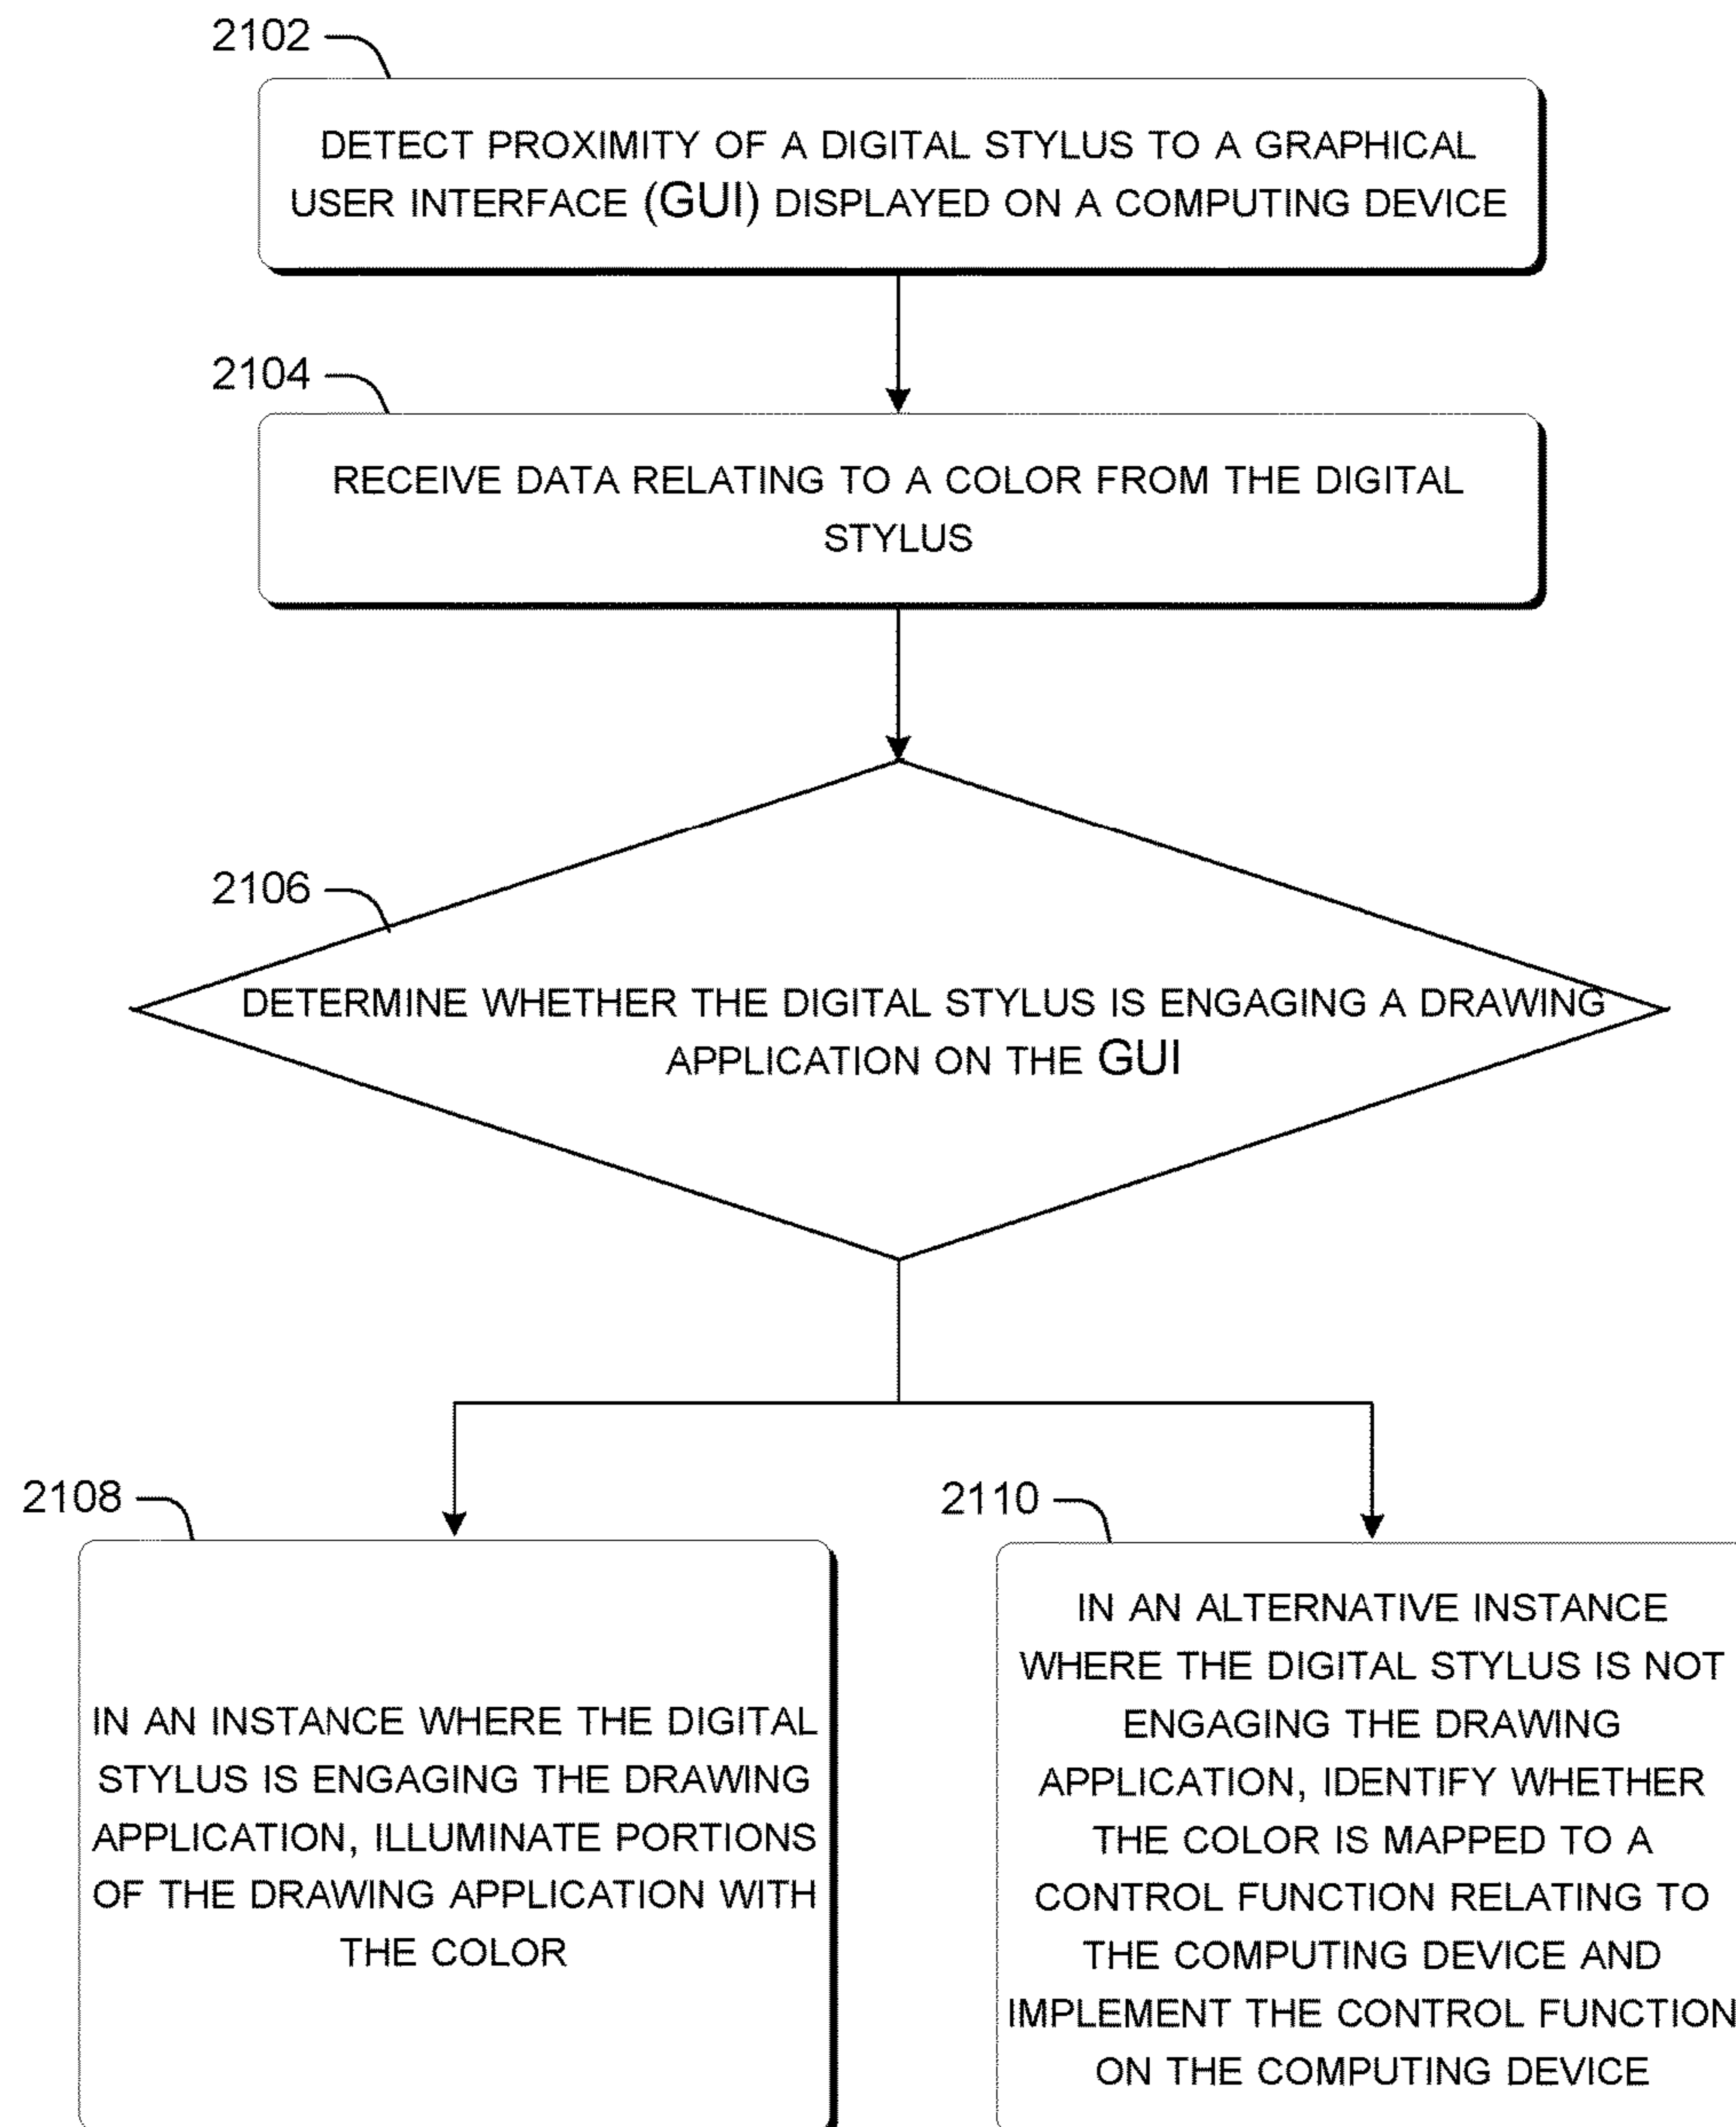 2102
DETECT PROXIMITY OF A DIGITAL STYLUS TO A GRAPHICAL
USER INTERFACE (GUI) DISPLAYED ON A COMPUTING DEVICE
2104
RECEIVE DATA RELATING TO A COLOR FROM THE DIGITAL
STYLUS
2106
DETERMINE WHETHER THE DIGITAL STYLUS IS ENGAGING A DRAWING
APPLICATION ON THE GUI
2108
IN AN INSTANCE WHERE THE DIGITAL
STYLUS IS ENGAGING THE DRAWING
APPLICATION, ILLUMINATE PORTIONS
OF THE DRAWING APPLICATION WITH
THE COLOR
2110
IN AN ALTERNATIVE INSTANCE
WHERE THE DIGITAL STYLUS IS NOT
ENGAGING THE DRAWING
APPLICATION, IDENTIFY WHETHER
THE COLOR IS MAPPED TO A
CONTROL FUNCTION RELATING TO
THE COMPUTING DEVICE AND
IMPLEMENT THE CONTROL FUNCTION
ON THE COMPUTING DEVICE